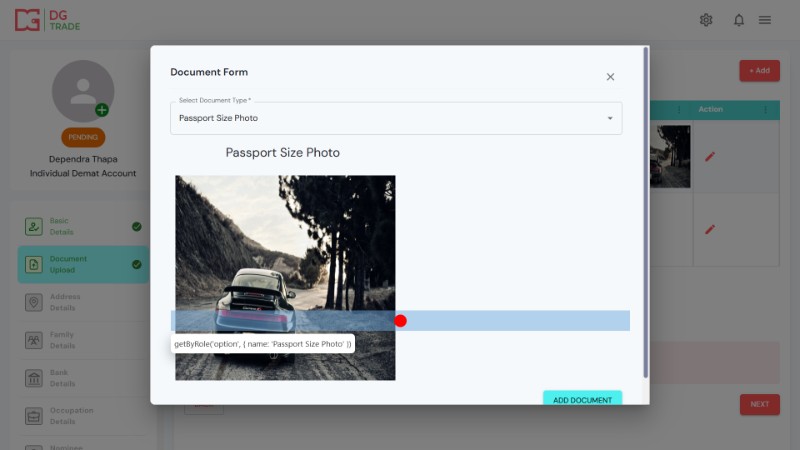 DG
TRADE
Document Form
+ Add
Select Document Type *
Passport Size Photo
Action
PENDING
Dependra Thapa
Individual Demat Account
Passport Size Photo
Basic
Details
Document
Upload
Address
Details
Family
Details
getByRole('option', { name: 'Passport Size Photo' })
Bank
Details
Occupation
Details
ADD DOCUMENT
NEXT
Nominee